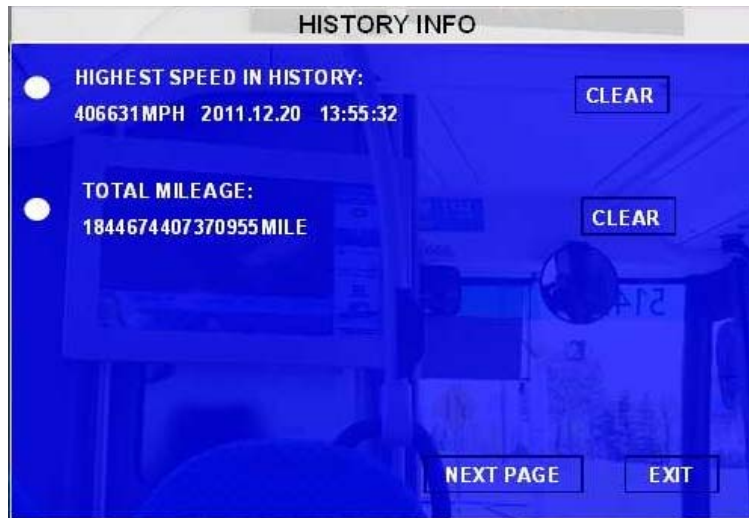 HISTORY INFO
HIGHEST SPEED IN HISTORY:
406631MPH 2011.12.20 13:55:32
CLEAR
TOTAL MILEAGE:
1844674407370955MILE
CLEAR
514
NEXT PAGE
EXIT